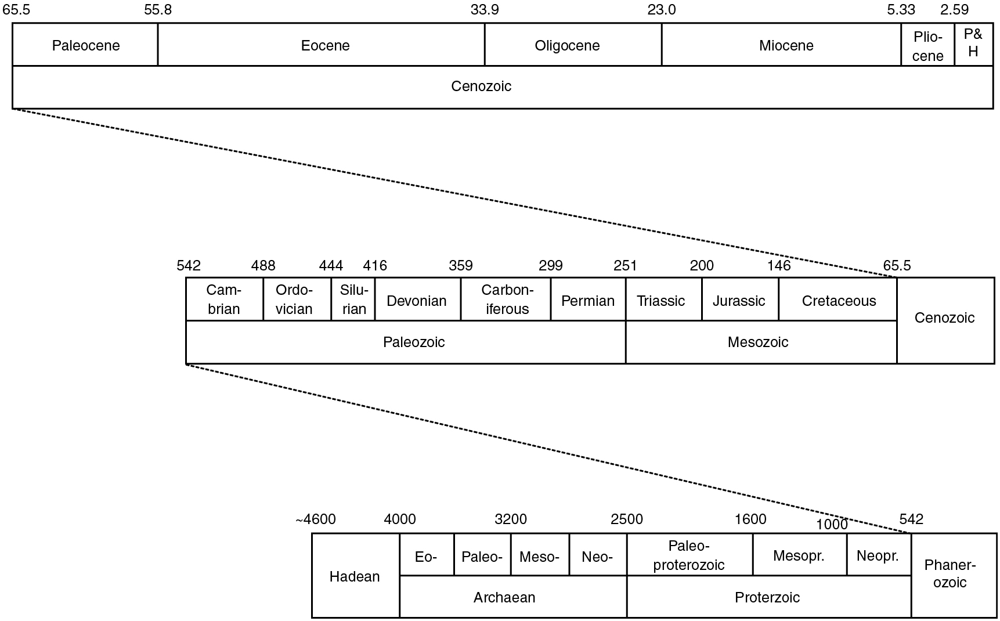 65.5 55.8 33.9 23.0 5.33 2.59
Paleocene Eocene Oligocene Miocene Plio-
cene P&
H
Cenozoic
542 488 444 416 359 299 251 200 146 65.5
Cam-
brian Ordo-
vician Silu-
rian Devonian Carbon-
iferous Permian Triassic Jurassic Cretaceous Cenozoic
Paleozoic Mesozoic
~4600 4000 3200 2500 1600 1000 542
Hadean Eo- Paleo- Meso- Neo- Paleo-
proterozoic Mesopr. Neopr. Phaner-
ozoic
Archaean Proterzoic